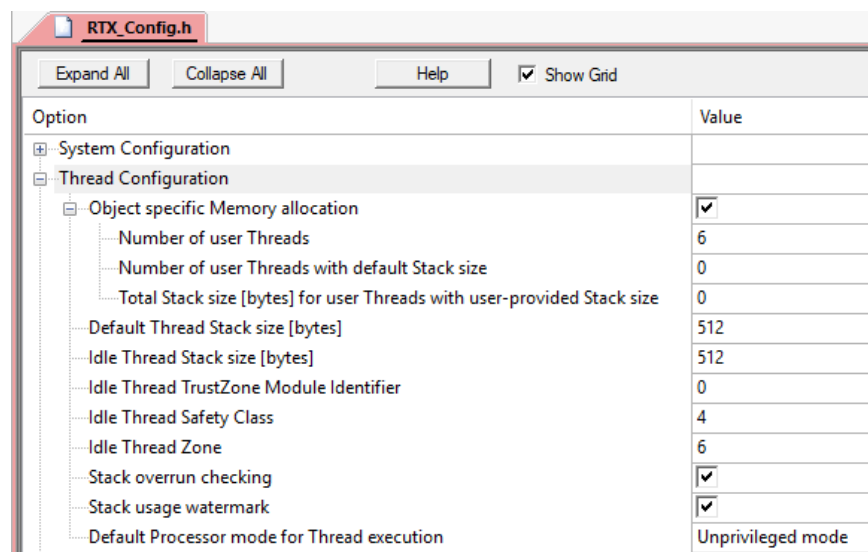 RTX_Config.h
Expand All Collapse All Help Show Grid
Option Value
System Configuration
Thread Configuration
Object specific Memory allocation
Number of user Threads 6
Number of user Threads with default Stack size 0
Total Stack size [bytes] for user Threads with user-provided Stack size 0
Default Thread Stack size [bytes] 512
Idle Thread Stack size [bytes] 512
Idle Thread TrustZone Module Identifier 0
Idle Thread Safety Class 4
Idle Thread Zone 6
Stack overrun checking
Stack usage watermark
Default Processor mode for Thread execution Unprivileged mode